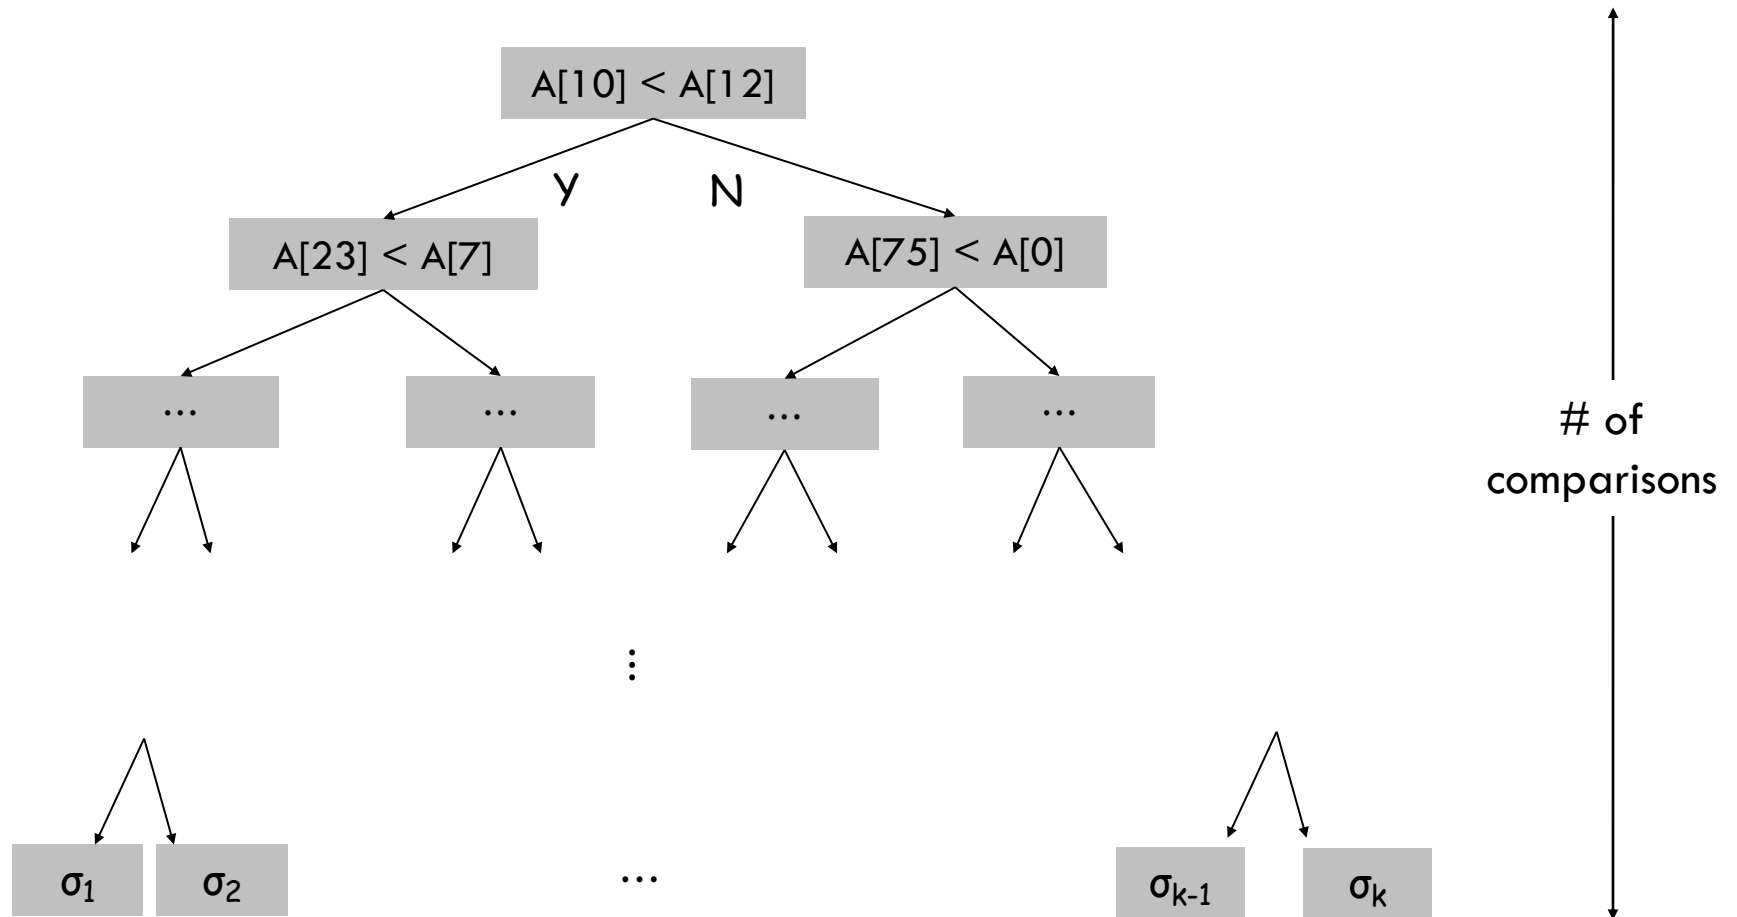 A[10] < A[12]
Y
N
A[23] < A[7]
A[75] < A[0]
...
...
...
...
# of
comparisons
⋮
σ₁
σ₂
...
σₖ₋₁
σₖ